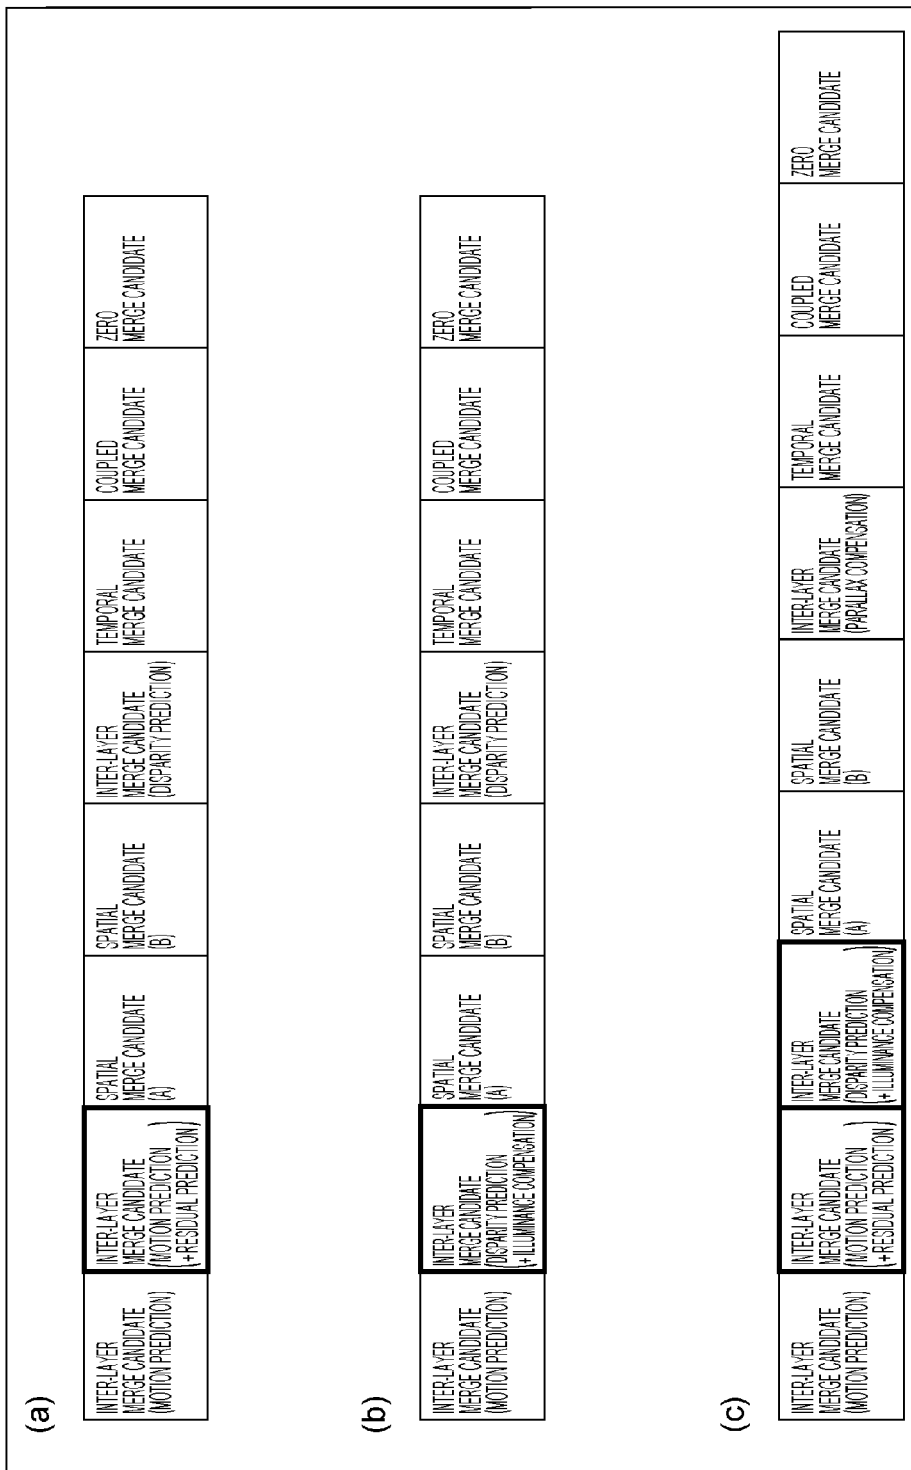 (a)
INTER-LAYER
MERGE CANDIDATE
(MOTION PREDICTION)
INTER-LAYER
MERGE CANDIDATE
(MOTION PREDICTION
+RESIDUAL PREDICTION)
SPATIAL
MERGE CANDIDATE
(A)
SPATIAL
MERGE CANDIDATE
(B)
INTER-LAYER
MERGE CANDIDATE
(DISPARITY PREDICTION)
TEMPORAL
MERGE CANDIDATE
COUPLED
MERGE CANDIDATE
ZERO
MERGE CANDIDATE
(b)
INTER-LAYER
MERGE CANDIDATE
(MOTION PREDICTION)
INTER-LAYER
MERGE CANDIDATE
(DISPARITY PREDICTION
+ ILLUMINANCE COMPENSATION)
SPATIAL
MERGE CANDIDATE
(A)
SPATIAL
MERGE CANDIDATE
(B)
INTER-LAYER
MERGE CANDIDATE
(DISPARITY PREDICTION)
TEMPORAL
MERGE CANDIDATE
COUPLED
MERGE CANDIDATE
ZERO
MERGE CANDIDATE
(c)
INTER-LAYER
MERGE CANDIDATE
(MOTION PREDICTION)
INTER-LAYER
MERGE CANDIDATE
(MOTION PREDICTION
+RESIDUAL PREDICTION)
INTER-LAYER
MERGE CANDIDATE
(DISPARITY PREDICTION
+ ILLUMINANCE COMPENSATION)
SPATIAL
MERGE CANDIDATE
(A)
SPATIAL
MERGE CANDIDATE
(B)
INTER-LAYER
MERGE CANDIDATE
(PARALLAX COMPENSATION)
TEMPORAL
MERGE CANDIDATE
COUPLED
MERGE CANDIDATE
ZERO
MERGE CANDIDATE